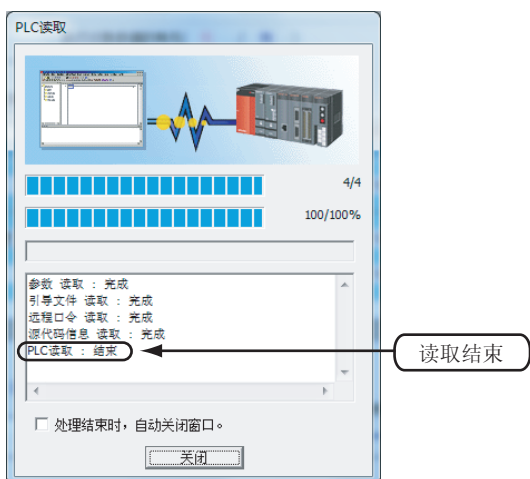 PLC读取
4/4
100/100%
参数 读取 : 完成
引导文件 读取 : 完成
远程口令 读取 : 完成
源代码信息 读取 : 完成
PLC读取 : 结束
读取结束
处理结束时，自动关闭窗口。
关闭